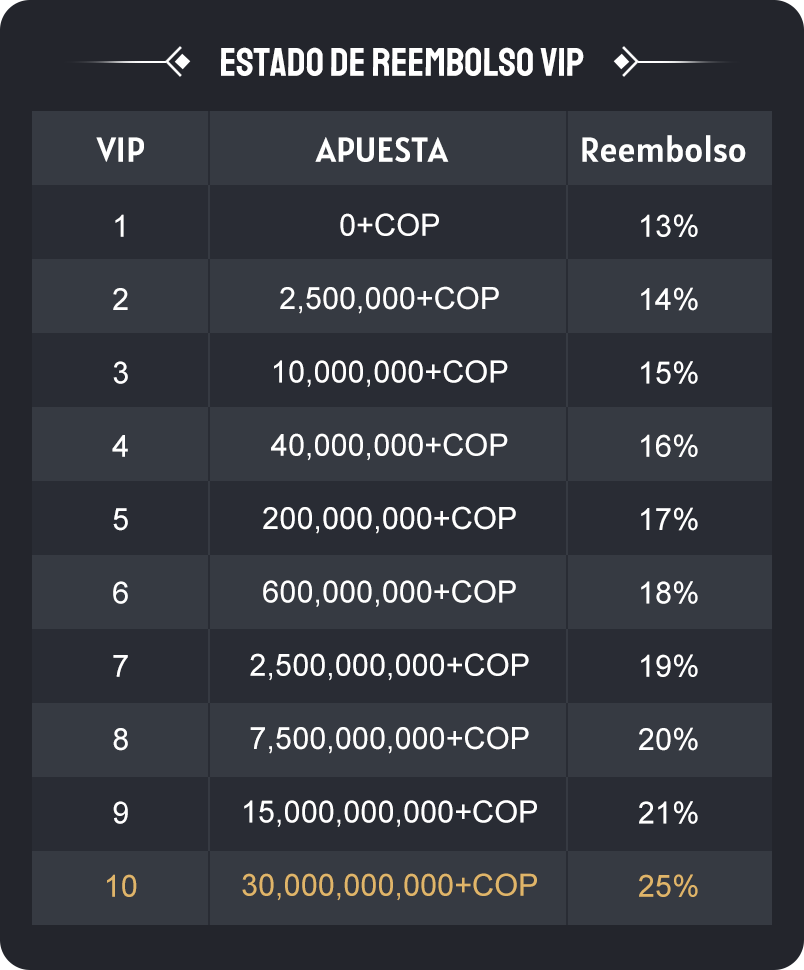 ESTADO DE REEMBOLSO VIP
VIP APUESTA Reembolso
1 0+COP 13%
2 2,500,000+COP 14%
3 10,000,000+COP 15%
4 40,000,000+COP 16%
5 200,000,000+COP 17%
6 600,000,000+COP 18%
7 2,500,000,000+COP 19%
8 7,500,000,000+COP 20%
9 15,000,000,000+COP 21%
10 30,000,000,000+COP 25%